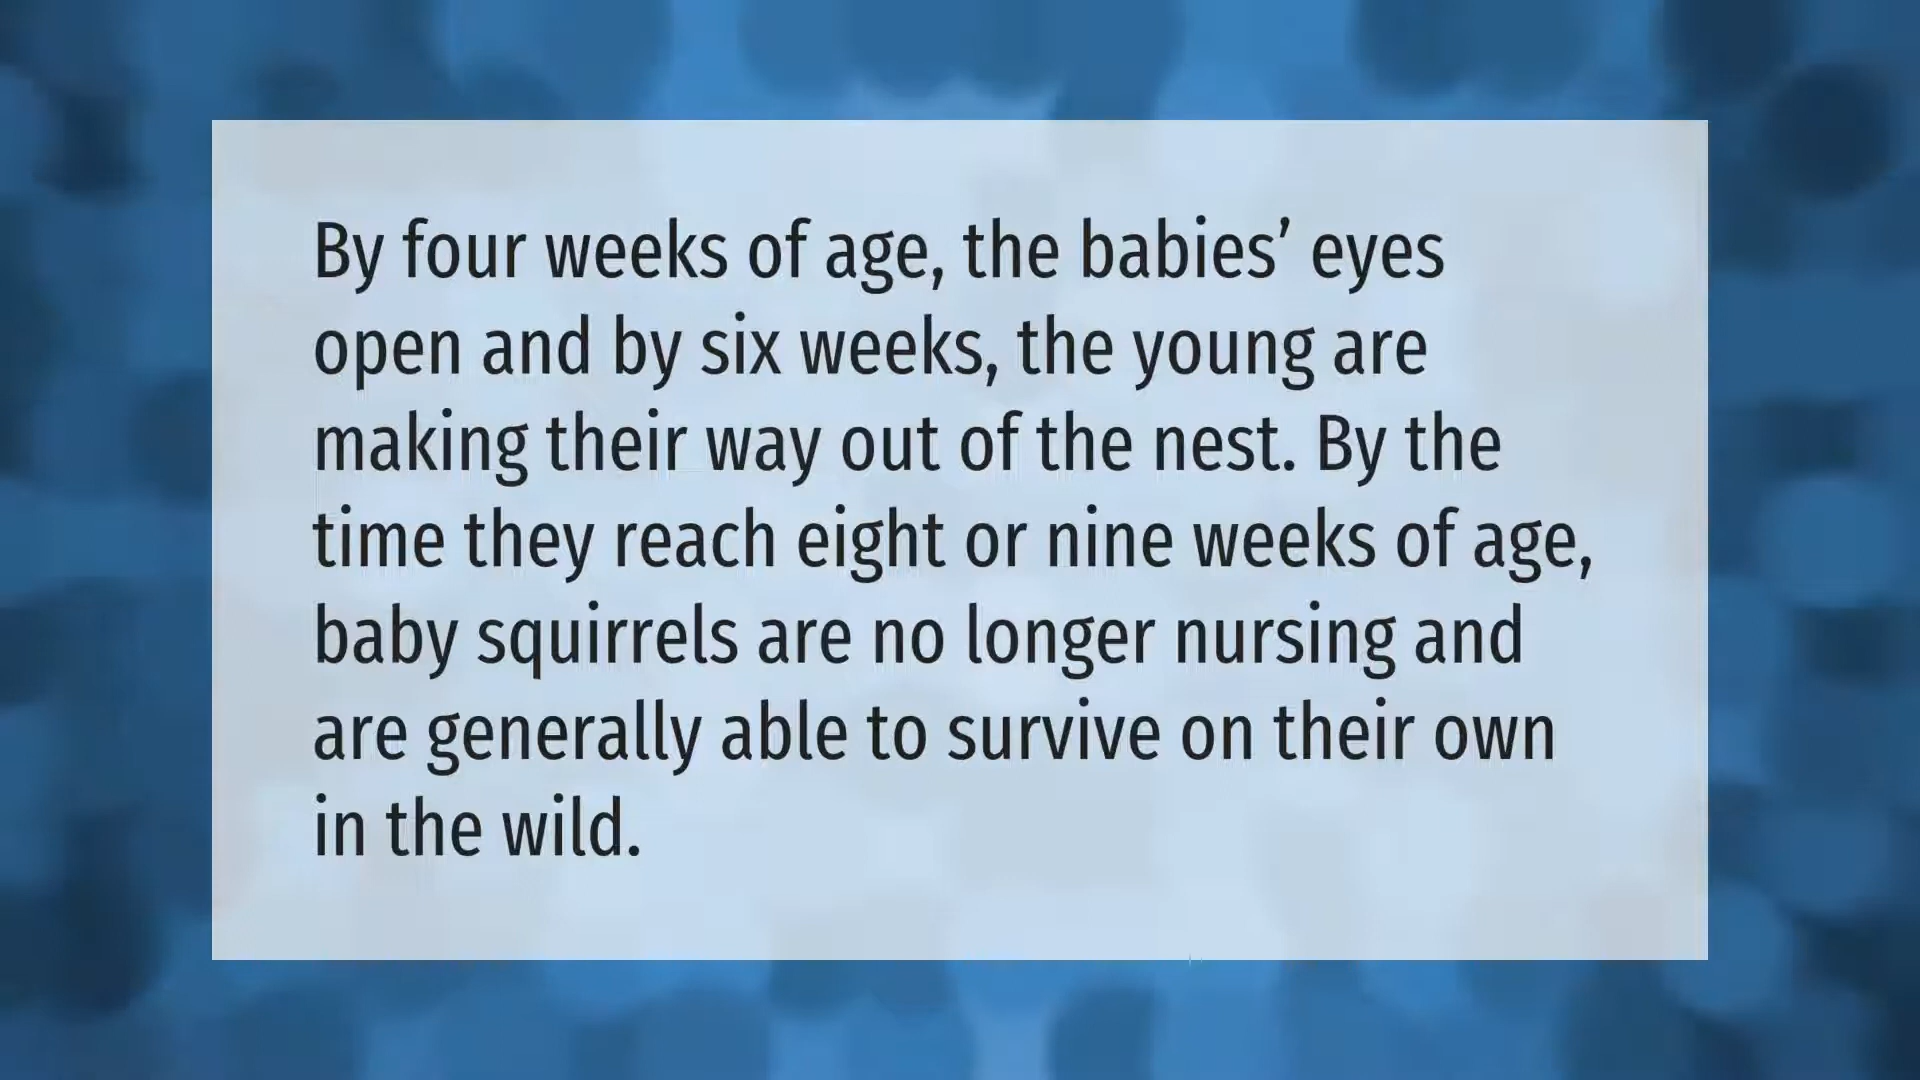 By four weeks of age, the babies’ eyes
open and by six weeks, the young are
making their way out of the nest. By the
time they reach eight or nine weeks of age,
baby squirrels are no longer nursing and
are generally able to survive on their own
in the wild.